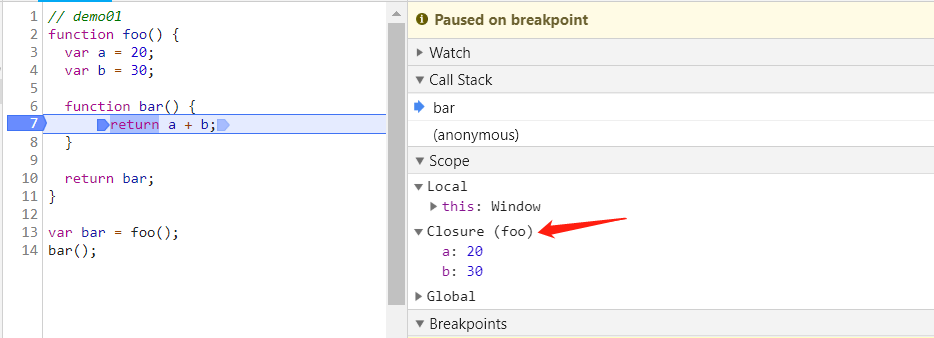 1 // demo01
2 function foo() {
3   var a = 20;
4   var b = 30;
5
6   function bar() {
7     return a + b;
8   }
9
10   return bar;
11 }
12
13 var bar = foo();
14 bar();
Paused on breakpoint
Watch
Call Stack
bar
(anonymous)
Scope
Local
this: Window
Closure (foo)
a: 20
b: 30
Global
Breakpoints